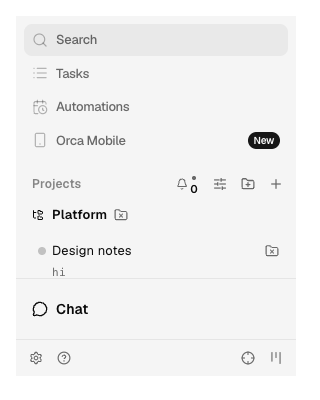 Search
Tasks
Automations
Orca Mobile New
Projects 0
Platform
Design notes
hi
Chat